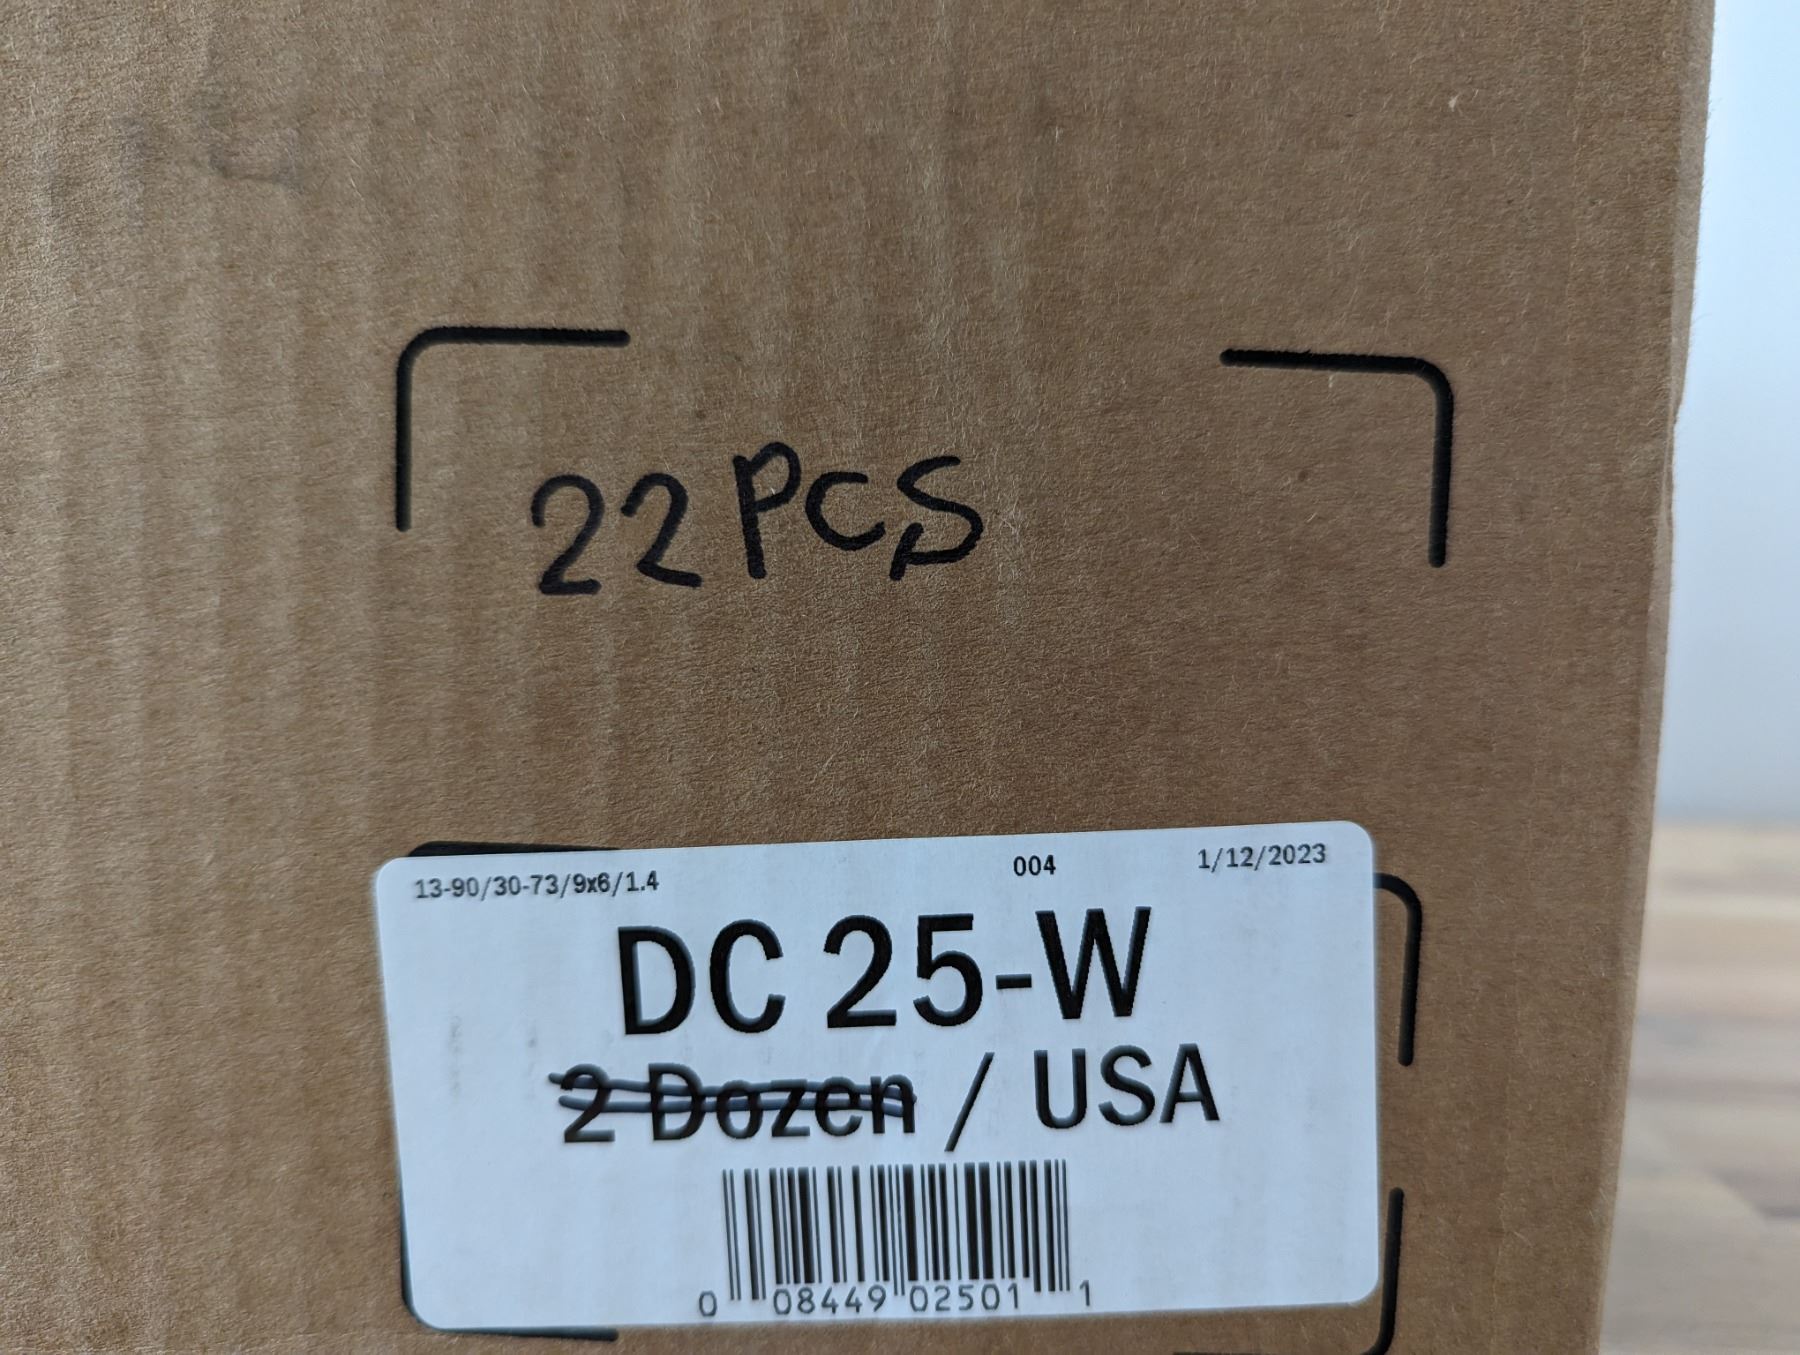 22 PCS
13-90/30-73/9x6/1.4 004 1/12/2023
DC 25-W
2 Dozen / USA
0 08449 02501 1